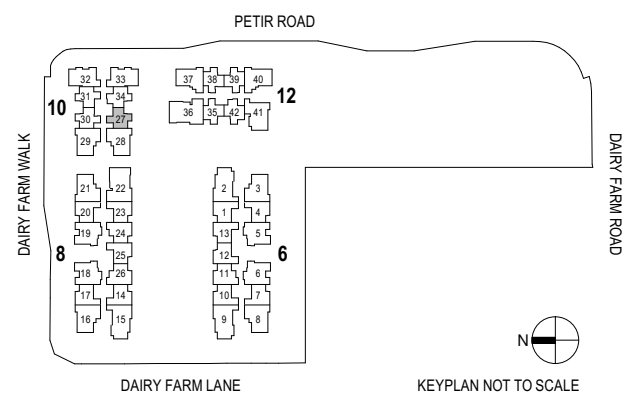 PETIR ROAD
32 33 37 38 39 40
10 31 34 12
30 27 36 35 42 41
29 28
DAIRY FARM WALK
DAIRY FARM ROAD
21 22 2 3
20 23 1 4
19 24 13 5
8 25 12 6
18 26 11 6
17 14 10 7
16 15 9 8
N
DAIRY FARM LANE KEYPLAN NOT TO SCALE